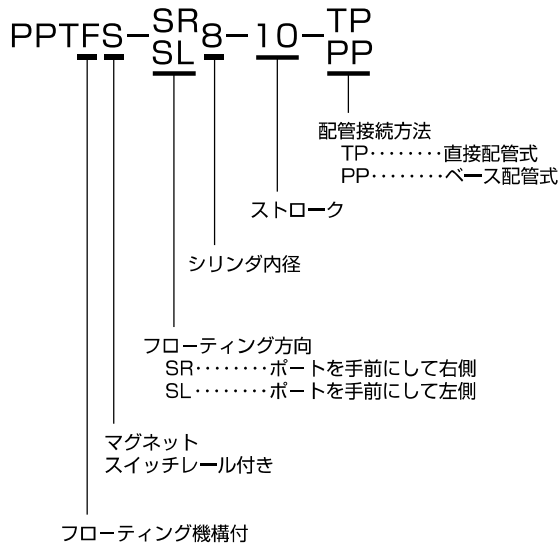 PPTFS-SR8-10-TP
SL PP
配管接続方法
TP········直接配管式
PP········ベース配管式
ストローク
シリンダ内径
フローティング方向
SR········ポートを手前にして右側
SL········ポートを手前にして左側
マグネット
スイッチレール付き
フローティング機構付